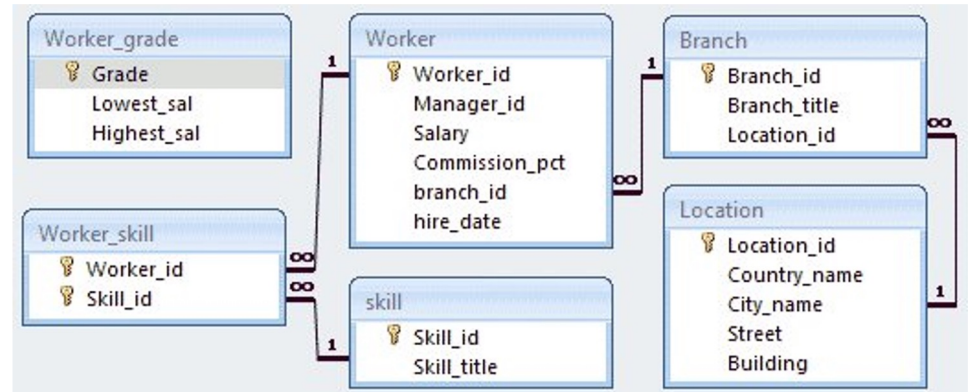 Worker_grade
Grade
Lowest_sal
Highest_sal
Worker
Worker_id
Manager_id
Salary
Commission_pct
branch_id
hire_date
Branch
Branch_id
Branch_title
Location_id
Worker_skill
Worker_id
Skill_id
skill
Skill_id
Skill_title
Location
Location_id
Country_name
City_name
Street
Building
1
∞
∞
1
1
∞
∞
1